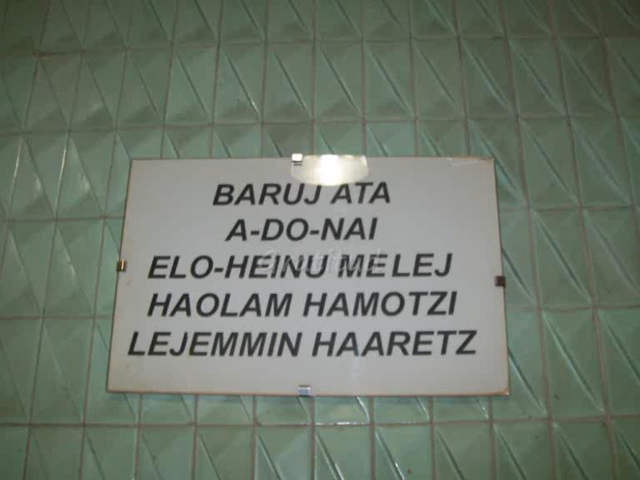 BARUJ ATA
A-DO-NAI
ELO-HEINU MELEJ
HAOLAM HAMOTZI
LEJEMMIN HAARETZ